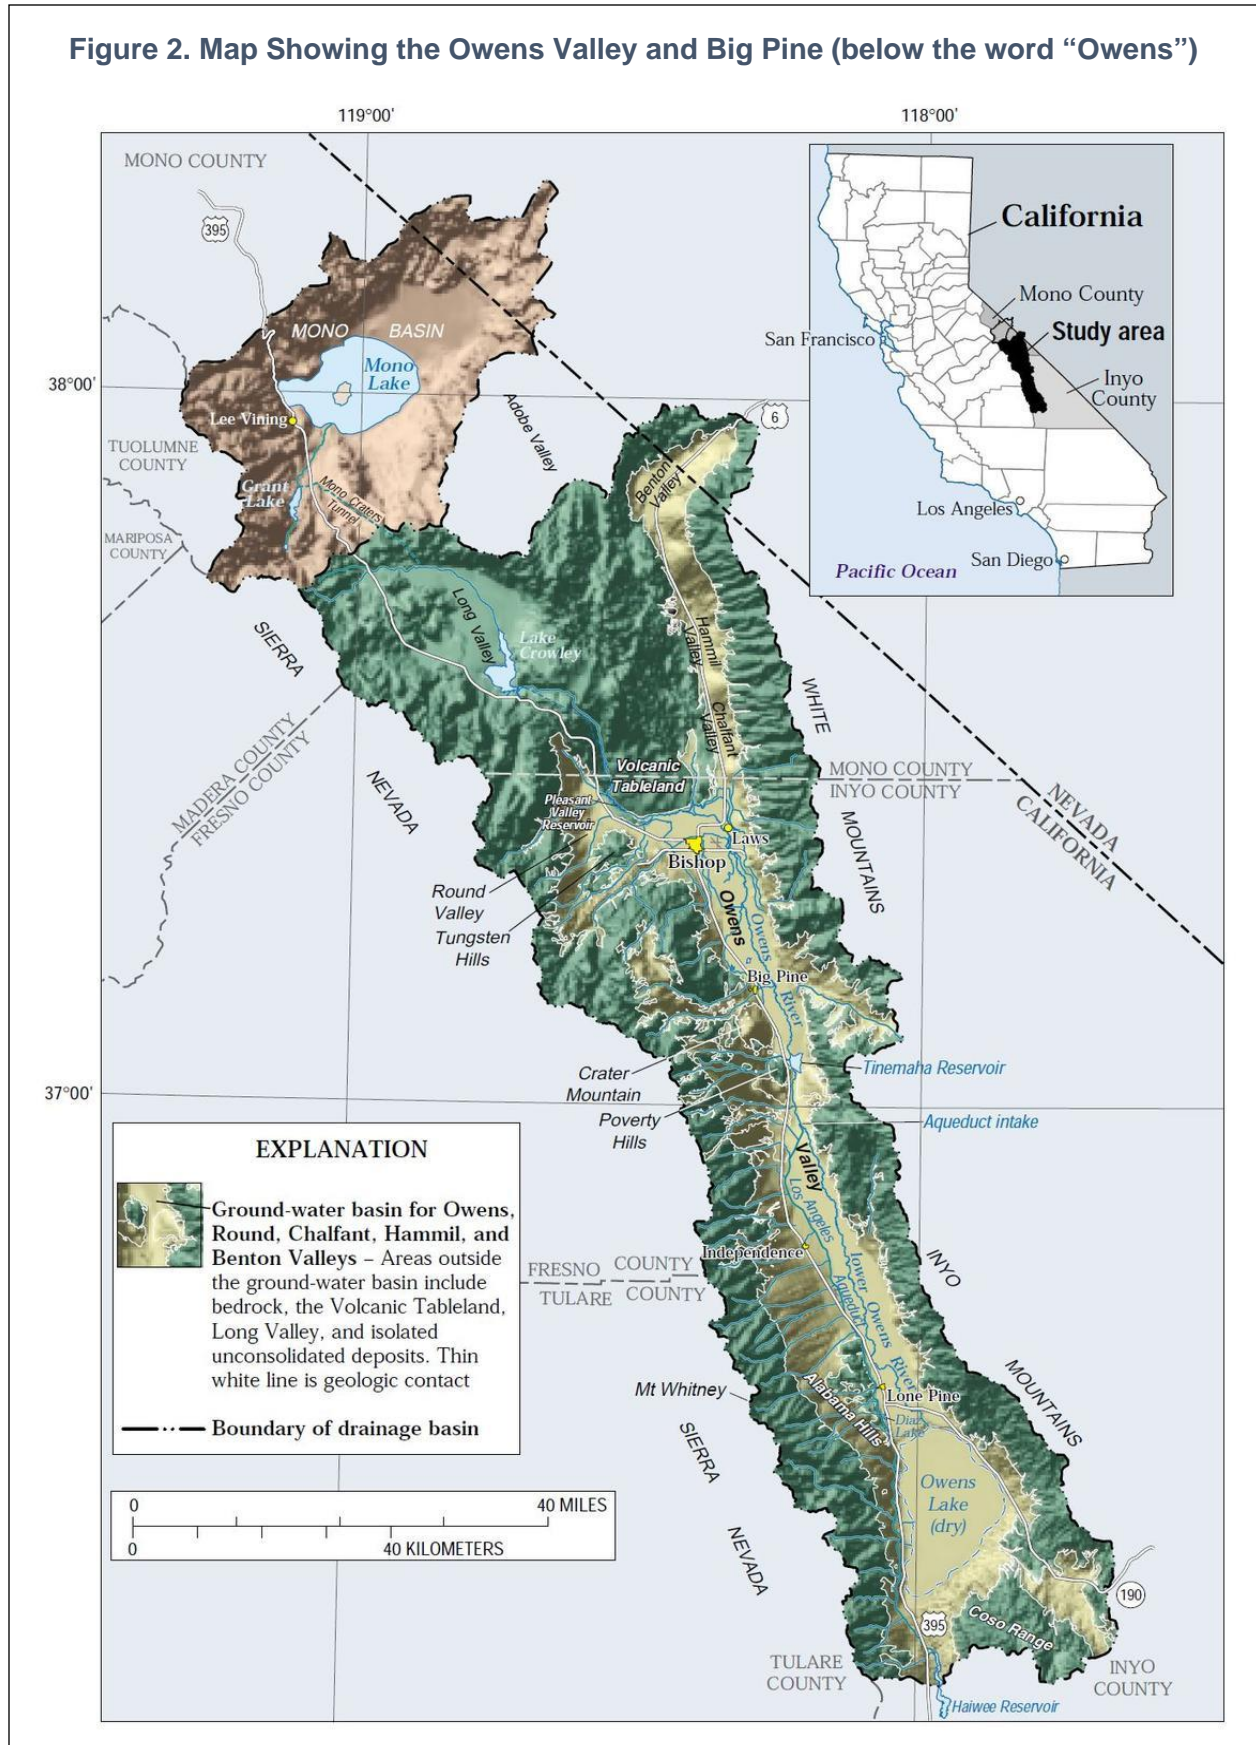 Figure 2. Map Showing the Owens Valley and Big Pine (below the word “Owens”)
119°00'
118°00'
MONO COUNTY
395
California
Mono County
San Francisco
Study area
Inyo
County
Los Angeles
San Diego
Pacific Ocean
MONO BASIN
Mono
Lake
38°00'
Lee Vining
Adobe Valley
6
TUOLUMNE
COUNTY
Grant
Lake
Mono Craters
Tunnel
Benton
Valley
MARIPOSA
COUNTY
SIERRA
Long Valley
Lake
Crowley
Hammil
Valley
WHITE
Chalfant
Valley
MADERA COUNTY
FRESNO COUNTY
NEVADA
Volcanic
Tableland
MONO COUNTY
INYO COUNTY
NEVADA
CALIFORNIA
Pleasant
Valley
Reservoir
MOUNTAINS
Laws
Bishop
Round
Valley
Owens
Owens
River
Tungsten
Hills
Big Pine
Crater
Mountain
Tinemaha Reservoir
37°00'
Poverty
Hills
Aqueduct intake
EXPLANATION
Ground-water basin for Owens,
Round, Chalfant, Hammil, and
Benton Valleys – Areas outside
the ground-water basin include
bedrock, the Volcanic Tableland,
Long Valley, and isolated
unconsolidated deposits. Thin
white line is geologic contact
Boundary of drainage basin
Valley
Los Angeles
Aqueduct
Independence
lower Owens River
INYO
FRESNO COUNTY
TULARE COUNTY
Mt Whitney
Alabama Hills
Lone Pine
MOUNTAINS
Diaz
Lake
SIERRA
Owens
Lake
(dry)
0 40 MILES
0 40 KILOMETERS
NEVADA
190
395
Coso Range
TULARE
COUNTY
INYO
COUNTY
Haiwee Reservoir